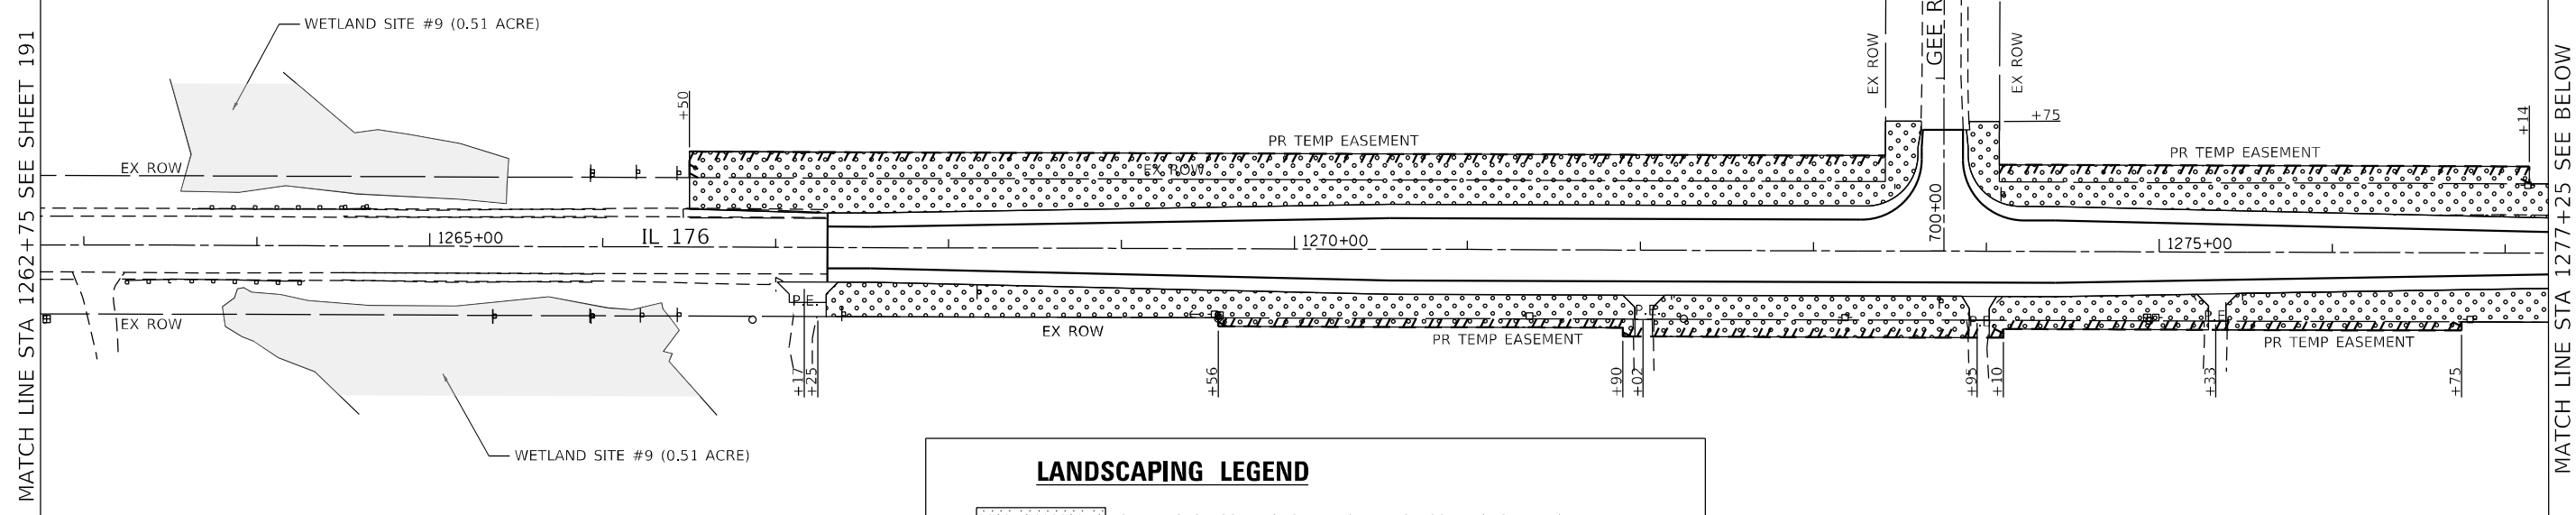 MATCH LINE STA 1262+75 SEE SHEET 191
WETLAND SITE #9 (0.51 ACRE)
EX ROW
+50
PR TEMP EASEMENT
EX ROW
EX ROW
GEE R
EX ROW
+75
PR TEMP EASEMENT
+14
MATCH LINE STA 1277+25 SEE BELOW
1265+00
IL 176
1270+00
700+00
1275+00
EX ROW
P.E.
EX ROW
PR TEMP EASEMENT
P.E.
P.E.
P.E.
PR TEMP EASEMENT
+17
+25
+56
+90
+02
+95
+10
+33
+75
WETLAND SITE #9 (0.51 ACRE)
LANDSCAPING LEGEND